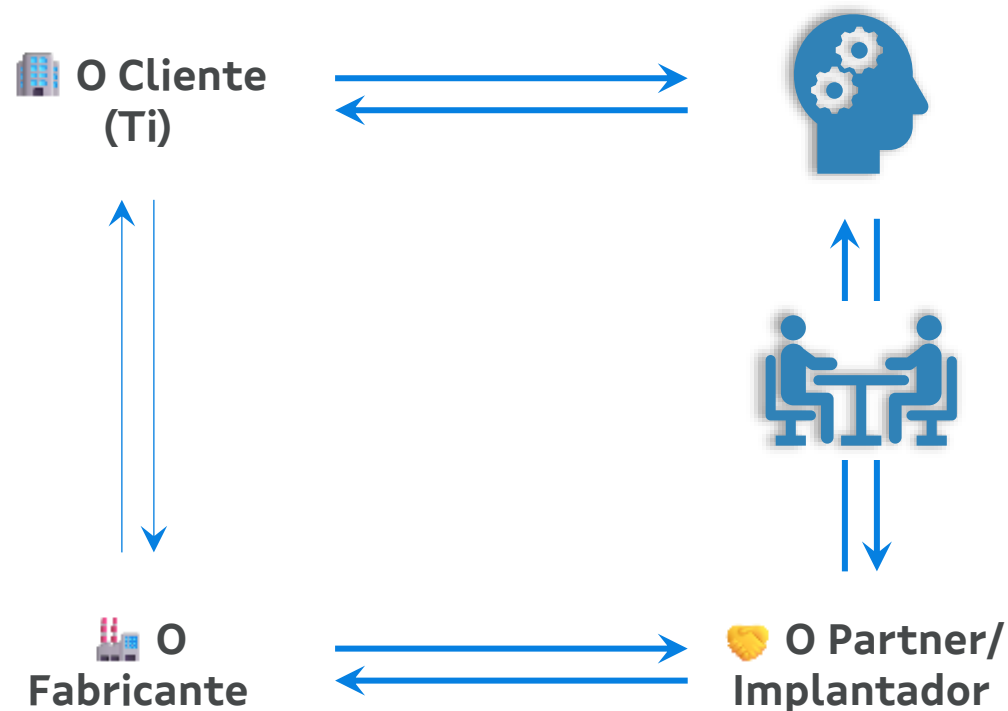 O Cliente
(Ti)
O
Fabricante
O Partner/
Implantador